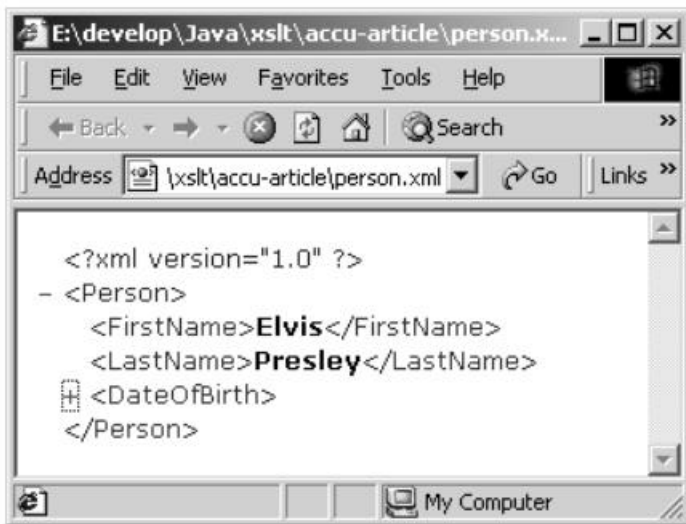 E:\develop\Java\xslt\accu-article\person.x...
File Edit View Favorites Tools Help
Back Search »
Address \xslt\accu-article\person.xml Go Links »
<?xml version="1.0" ?>
- <Person>
<FirstName>Elvis</FirstName>
<LastName>Presley</LastName>
+ <DateOfBirth>
</Person>
My Computer